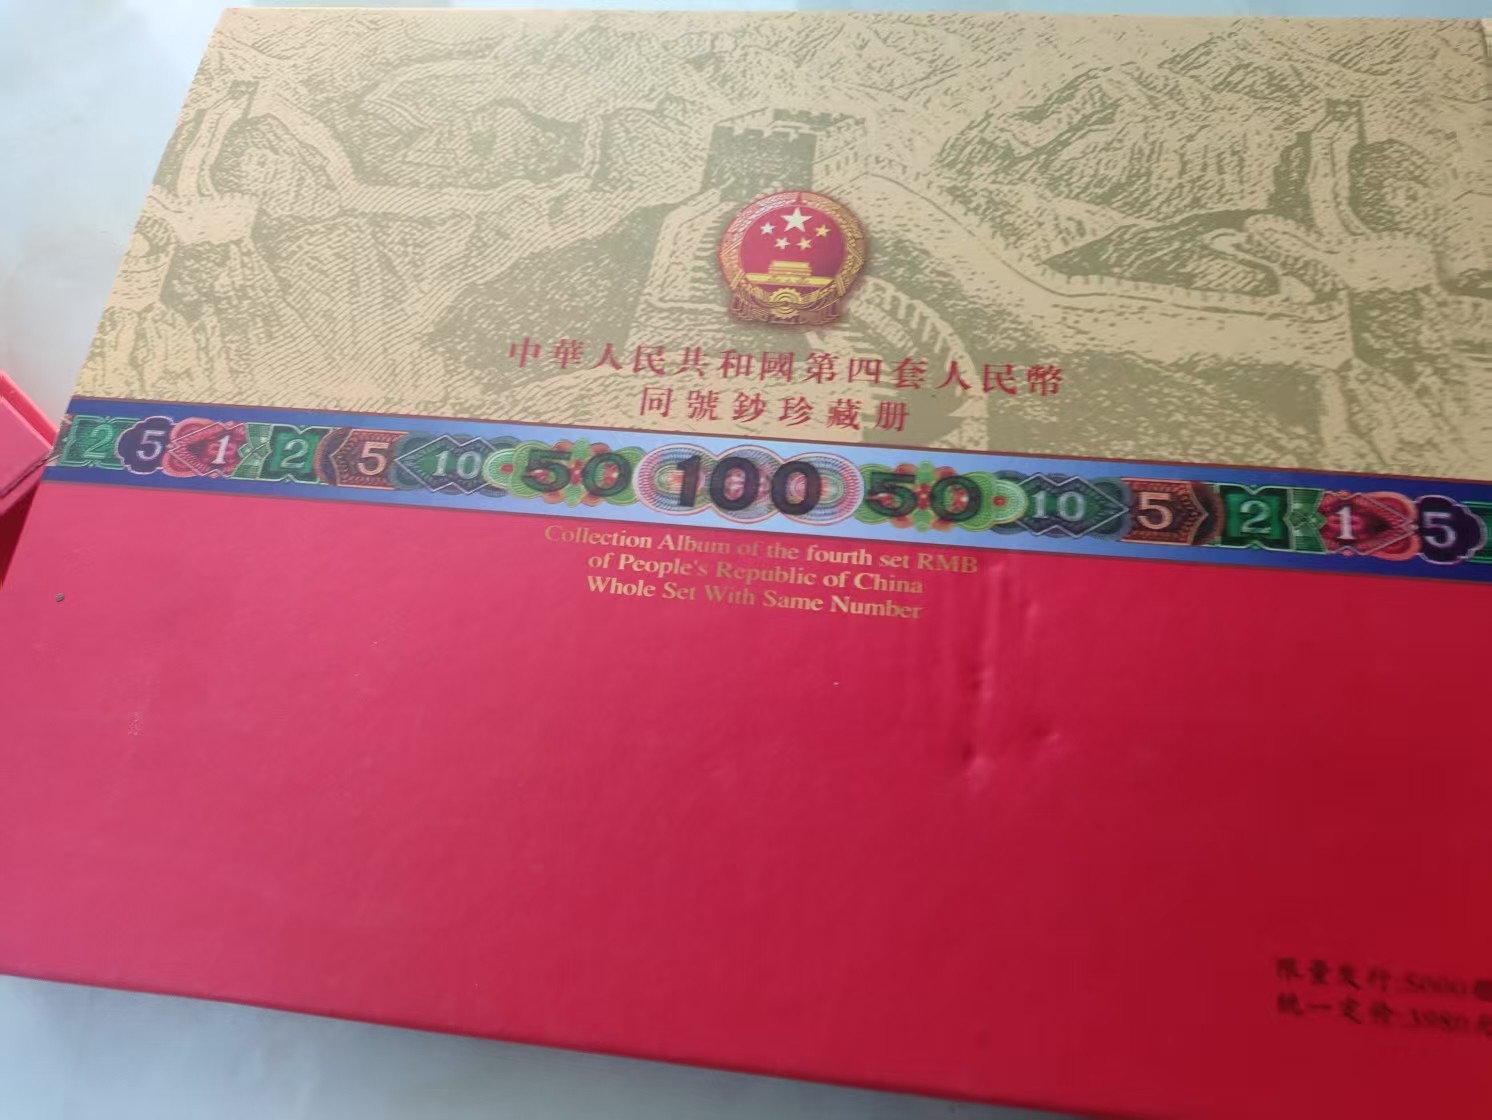 中華人民共和國第四套人民幣
同號鈔珍藏册
2 5 1 2 5 10 50 100 50 10 5 2 1 5
Collection Album of the fourth set RMB
of People's Republic of China
Whole Set With Same Number
限量发行:5000
统一定价:3980